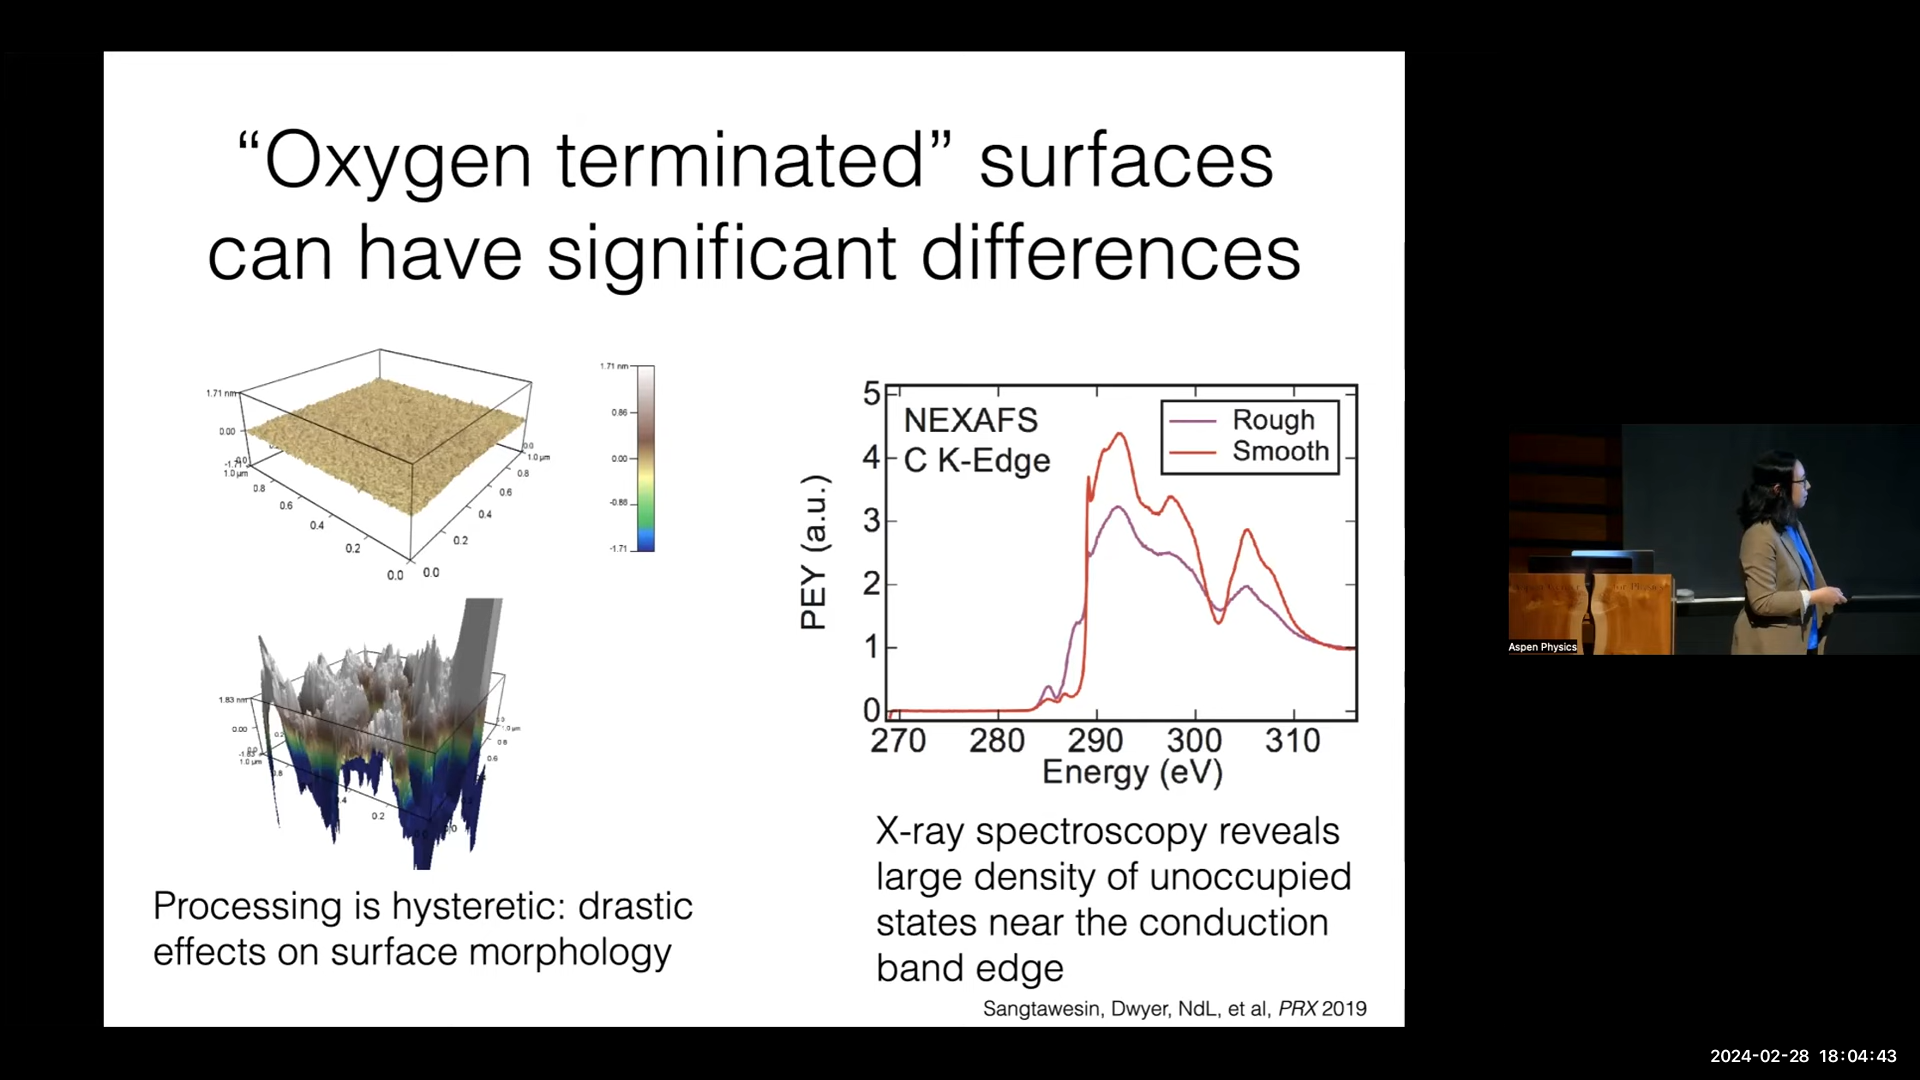 “Oxygen terminated” surfaces
can have significant differences
1.71 nm
0.00
-1.71
1.0 µm
0.8
0.6
0.4
0.2
0.0
0.0
0.2
0.4
0.6
0.8
1.0 µm
1.71 nm
0.86
0.00
-0.86
-1.71
1.83 nm
0.00
1.0 µm
0.2
0.6
0.8
Processing is hysteretic: drastic
effects on surface morphology
NEXAFS
C K-Edge
Rough
Smooth
PEY (a.u.)
5
4
3
2
1
0
270 280 290 300 310
Energy (eV)
X-ray spectroscopy reveals
large density of unoccupied
states near the conduction
band edge
Sangtawesin, Dwyer, NdL, et al, PRX 2019
Aspen Physics
2024-02-28 18:04:43